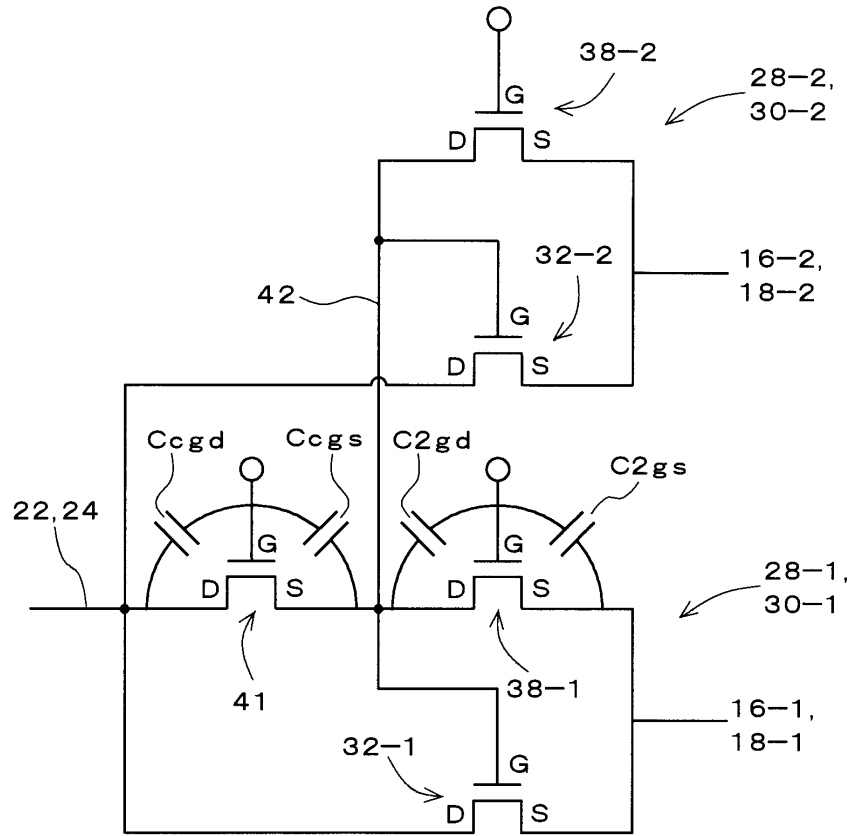 38-2
28-2,
30-2
G
D S
32-2
16-2,
18-2
42
G
D S
Ccgd Ccgs C2gd C2gs
22,24
G G
D S D S
28-1,
30-1
41
38-1
16-1,
18-1
32-1
G
D S